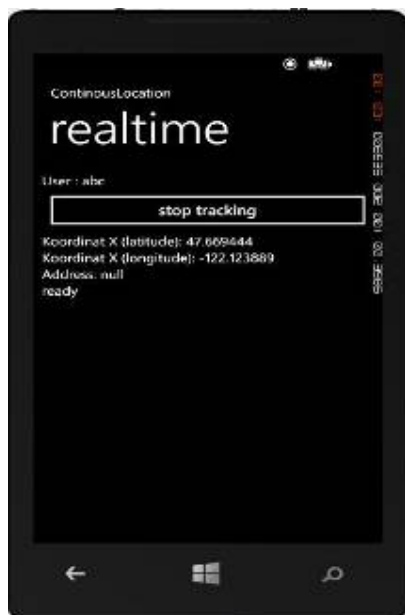 ContinousLocation
realtime
User : abc
stop tracking
Koordinat X (latitude): 47.669444
Koordinat X (longitude): -122.123889
Address: null
ready